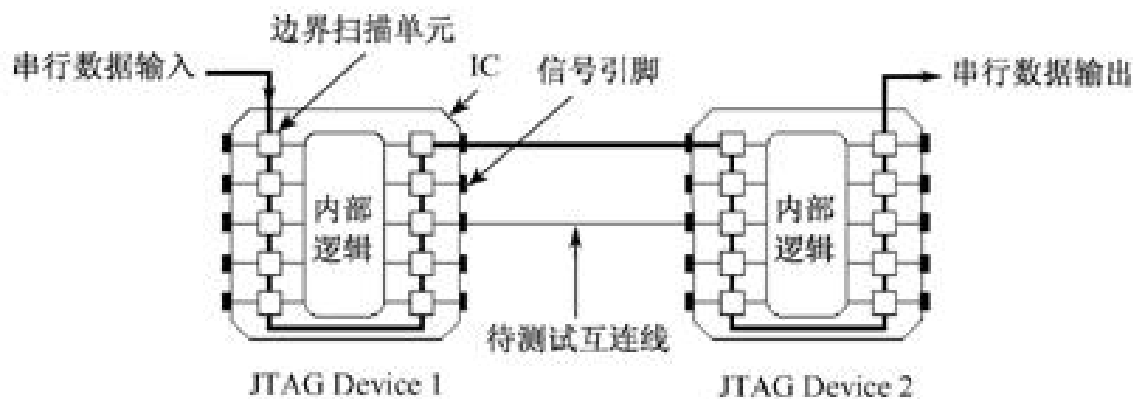 边界扫描单元
串行数据输入
IC
信号引脚
串行数据输出
内部
逻辑
内部
逻辑
待测试互连线
JTAG Device 1
JTAG Device 2